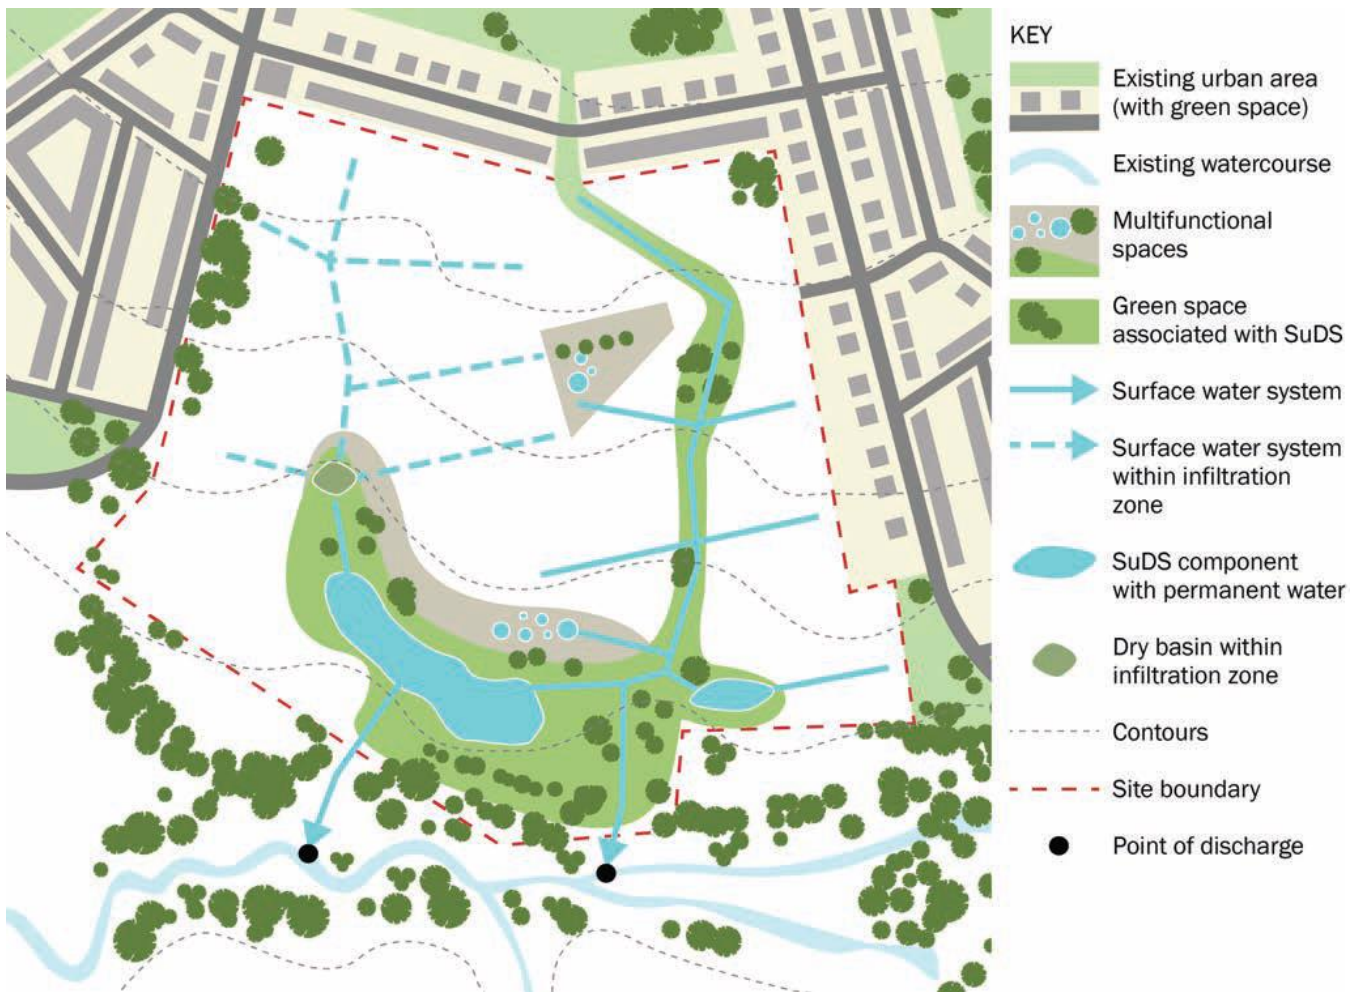 KEY
Existing urban area
(with green space)
Existing watercourse
Multifunctional
spaces
Green space
associated with SuDS
Surface water system
Surface water system
within infiltration
zone
SuDS component
with permanent water
Dry basin within
infiltration zone
Contours
Site boundary
Point of discharge